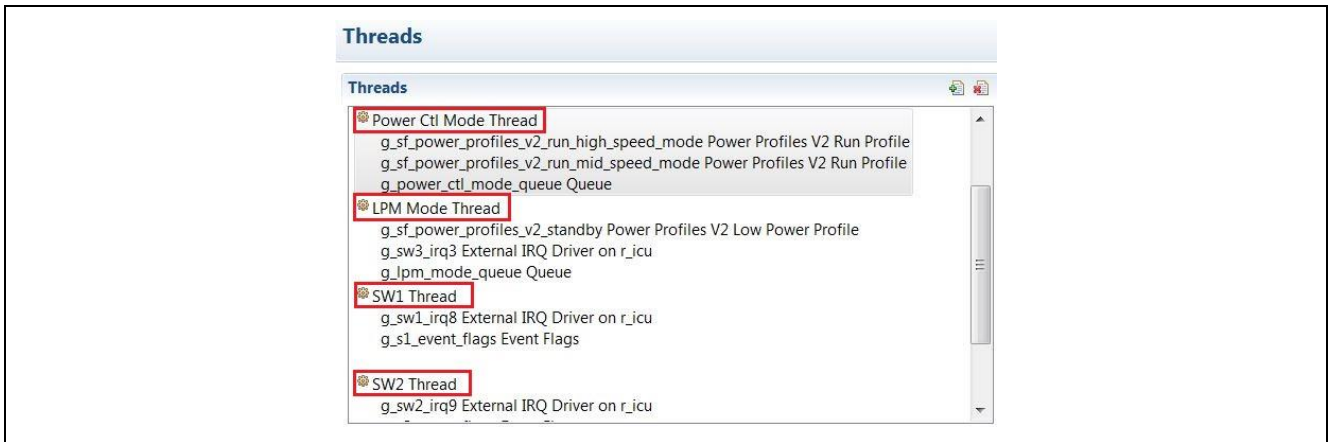 Threads
Threads
Power Ctl Mode Thread
g_sf_power_profiles_v2_run_high_speed_mode Power Profiles V2 Run Profile
g_sf_power_profiles_v2_run_mid_speed_mode Power Profiles V2 Run Profile
g_power_ctl_mode_queue Queue
LPM Mode Thread
g_sf_power_profiles_v2_standby Power Profiles V2 Low Power Profile
g_sw3_irq3 External IRQ Driver on r_icu
g_lpm_mode_queue Queue
SW1 Thread
g_sw1_irq8 External IRQ Driver on r_icu
g_s1_event_flags Event Flags
SW2 Thread
g_sw2_irq9 External IRQ Driver on r_icu